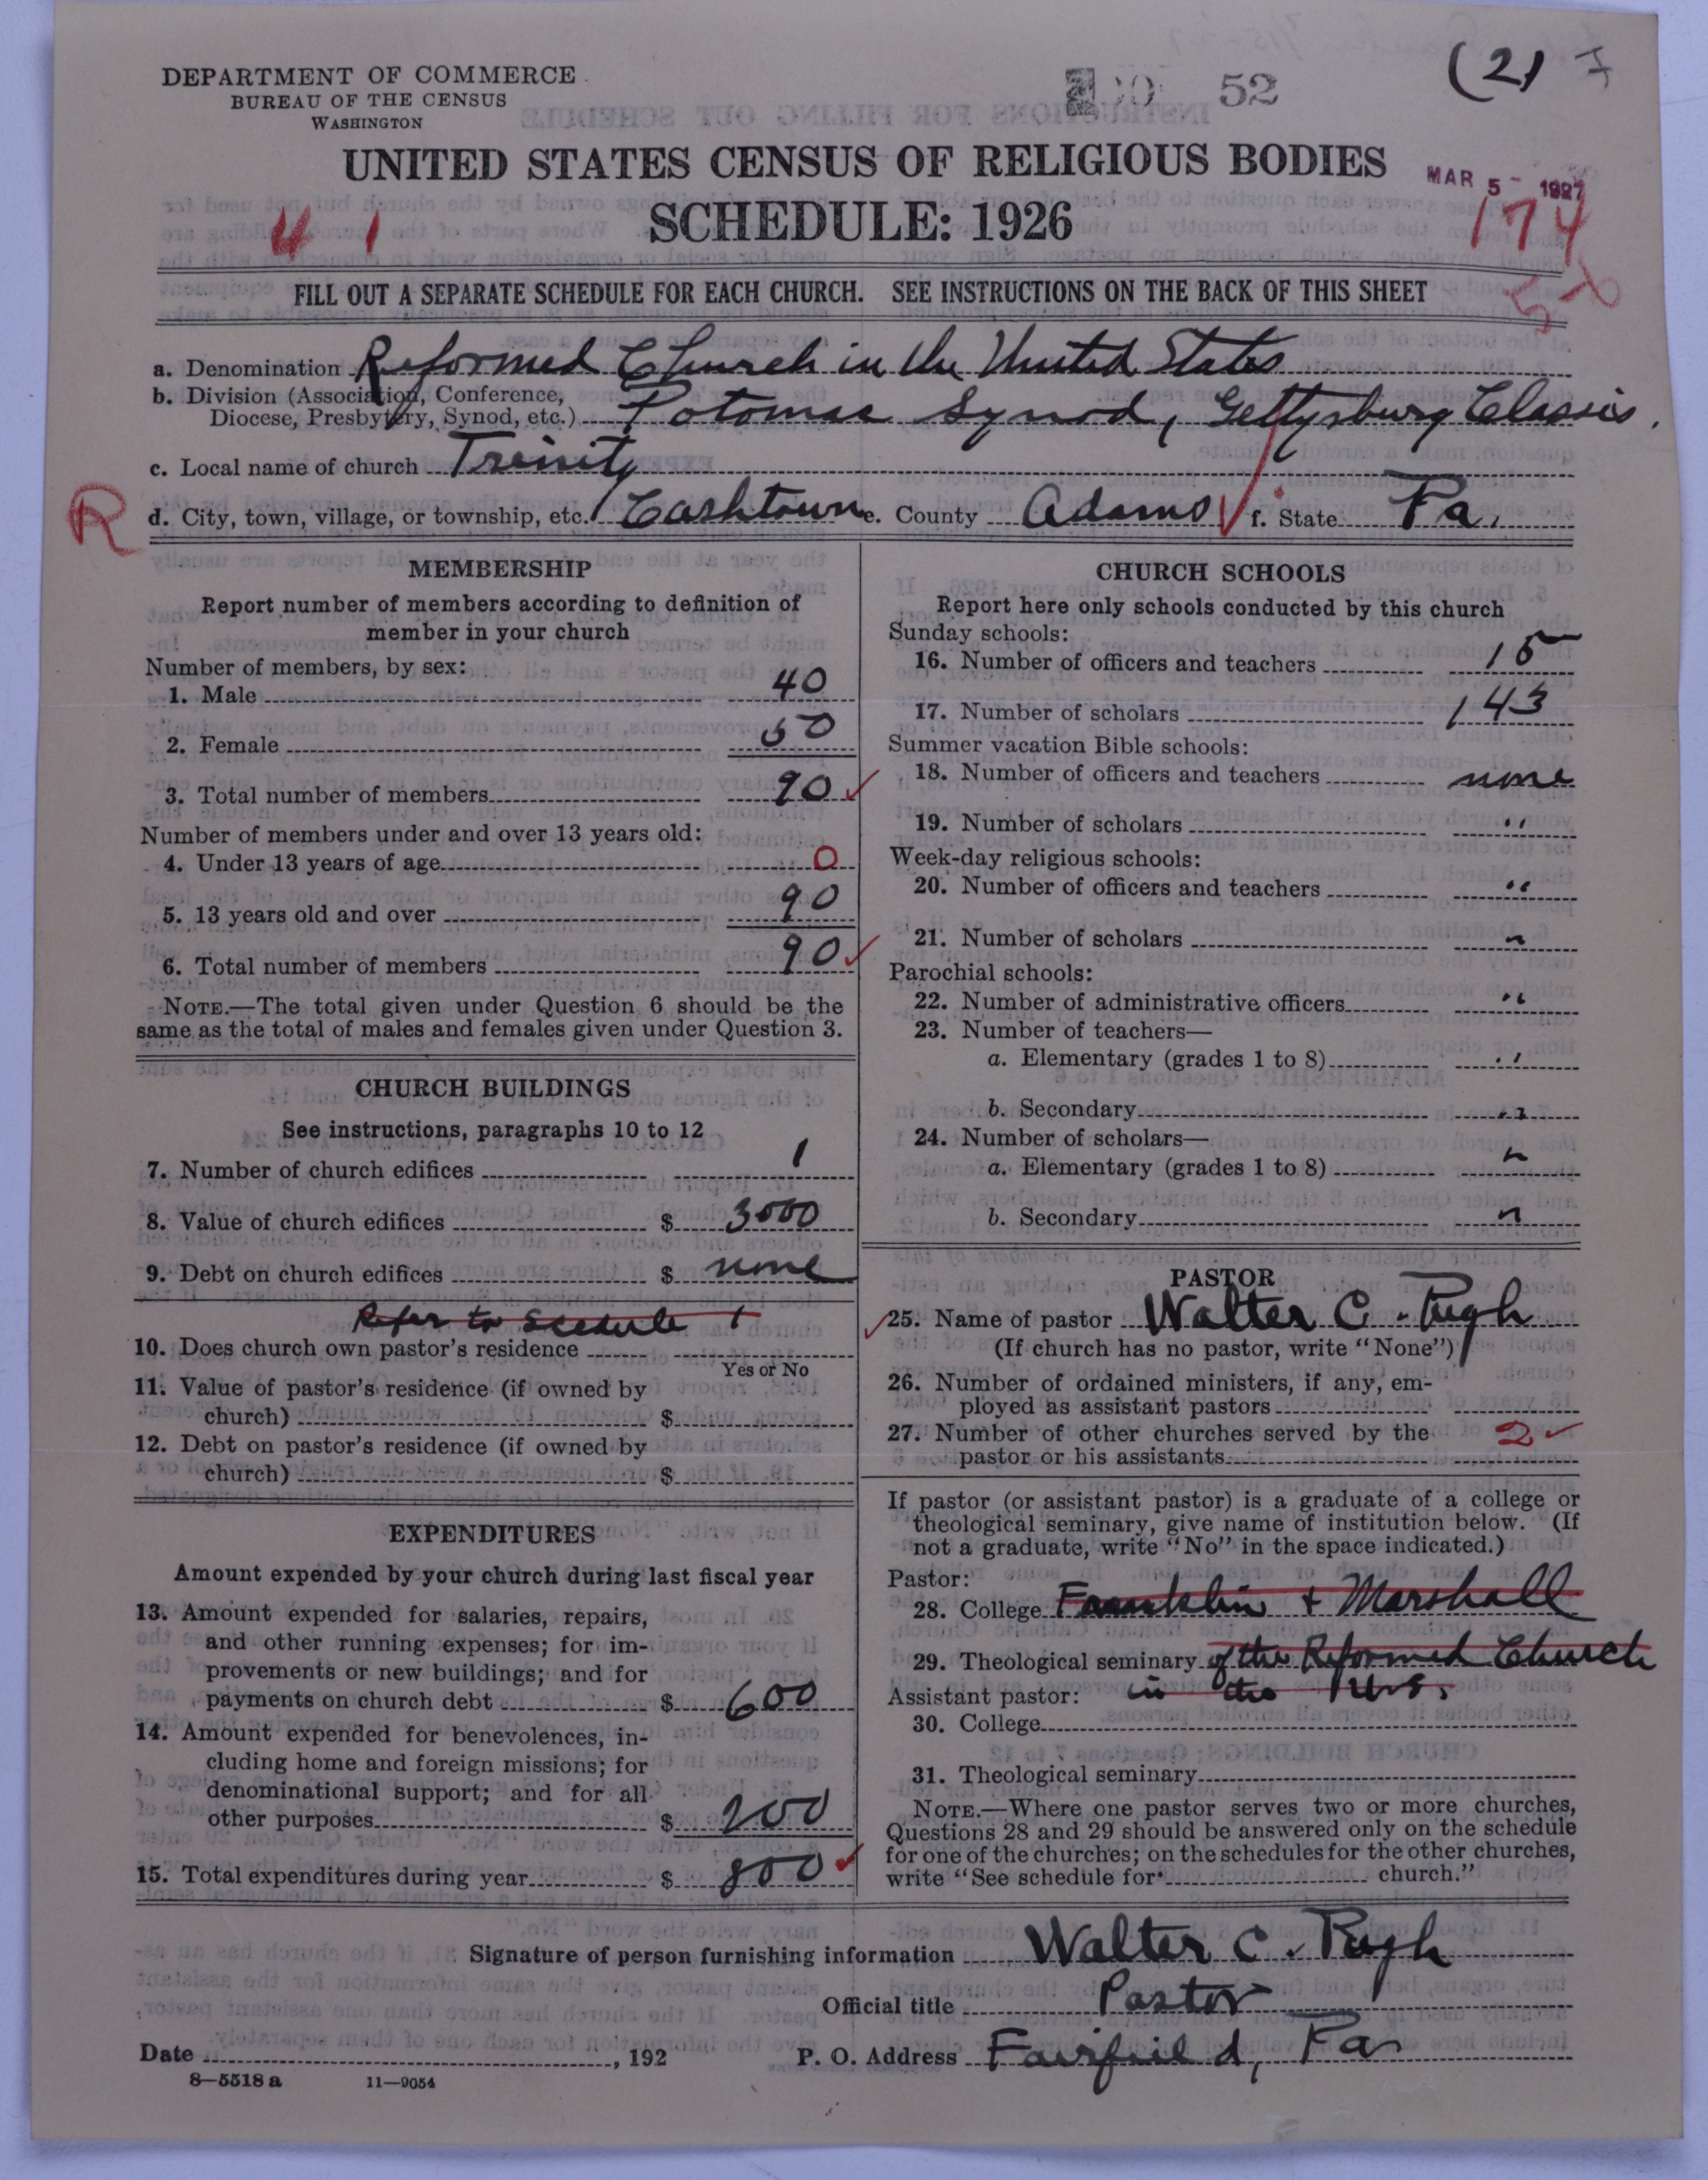 DEPARTMENT OF COMMERCE
BUREAU OF THE CENSUS
WASHINGTON
52
(2)
UNITED STATES CENSUS OF RELIGIOUS BODIES
MAR 5 - 1927
SCHEDULE: 1926
4 1
174
FILL OUT A SEPARATE SCHEDULE FOR EACH CHURCH. SEE INSTRUCTIONS ON THE BACK OF THIS SHEET
a. Denomination Reformed Church in the United States
b. Division (Association, Conference,
Diocese, Presbytery, Synod, etc.) Potomac Synod, Gettysburg Classis.
c. Local name of church Trinity
R
d. City, town, village, or township, etc. Cashtown e. County Adams f. State Pa.
MEMBERSHIP
Report number of members according to definition of
member in your church
Number of members, by sex:
1. Male 40
2. Female 50
3. Total number of members 90
Number of members under and over 13 years old:
4. Under 13 years of age 0
5. 13 years old and over 90
6. Total number of members 90
NOTE.—The total given under Question 6 should be the
same as the total of males and females given under Question 3.
CHURCH BUILDINGS
See instructions, paragraphs 10 to 12
7. Number of church edifices 1
8. Value of church edifices $ 3000
9. Debt on church edifices $ none
Refer to Scedule 1
10. Does church own pastor's residence
Yes or No
11. Value of pastor's residence (if owned by
church) $
12. Debt on pastor's residence (if owned by
church) $
EXPENDITURES
Amount expended by your church during last fiscal year
13. Amount expended for salaries, repairs,
and other running expenses; for im-
provements or new buildings; and for
payments on church debt $ 600
14. Amount expended for benevolences, in-
cluding home and foreign missions; for
denominational support; and for all
other purposes $ 200
15. Total expenditures during year $ 800
CHURCH SCHOOLS
Report here only schools conducted by this church
Sunday schools:
16. Number of officers and teachers 15
17. Number of scholars 143
Summer vacation Bible schools:
18. Number of officers and teachers none
19. Number of scholars "
Week-day religious schools:
20. Number of officers and teachers "
21. Number of scholars "
Parochial schools:
22. Number of administrative officers "
23. Number of teachers—
a. Elementary (grades 1 to 8) "
b. Secondary "
24. Number of scholars—
a. Elementary (grades 1 to 8) "
b. Secondary "
PASTOR
25. Name of pastor Walter C. Pugh
(If church has no pastor, write "None")
26. Number of ordained ministers, if any, em-
ployed as assistant pastors
27. Number of other churches served by the 2
pastor or his assistants
If pastor (or assistant pastor) is a graduate of a college or
theological seminary, give name of institution below. (If
not a graduate, write "No" in the space indicated.)
Pastor:
28. College Franklin + Marshall
29. Theological seminary of the Reformed Church
Assistant pastor: in the U.S.
30. College
31. Theological seminary
NOTE.—Where one pastor serves two or more churches,
Questions 28 and 29 should be answered only on the schedule
for one of the churches; on the schedules for the other churches,
write "See schedule for church."
Signature of person furnishing information Walter C. Pugh
Official title Pastor
Date , 192 P. O. Address Fairfield, Pa.
8—5518 a 11—9054